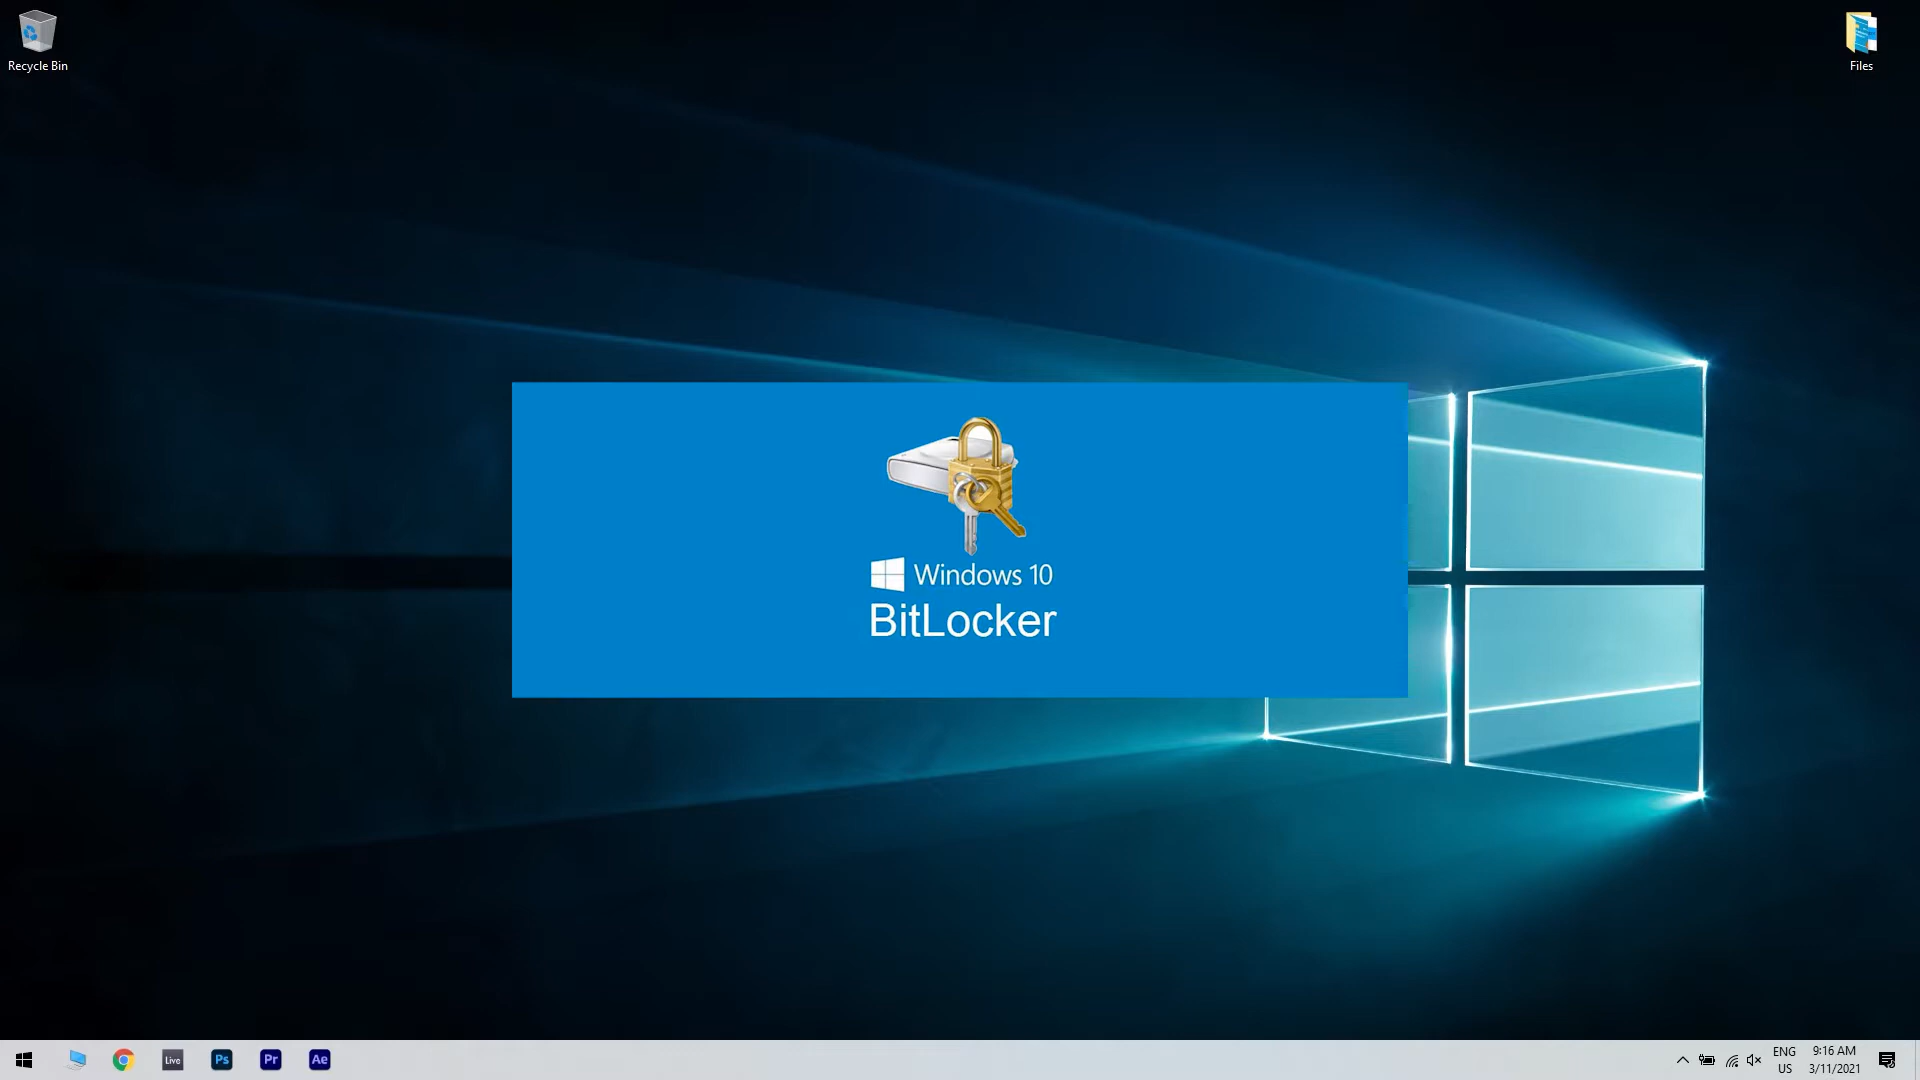 Recycle Bin
Files
Windows 10
BitLocker
Live
Ps
Pr
Ae
ENG
US
9:16 AM
3/11/2021